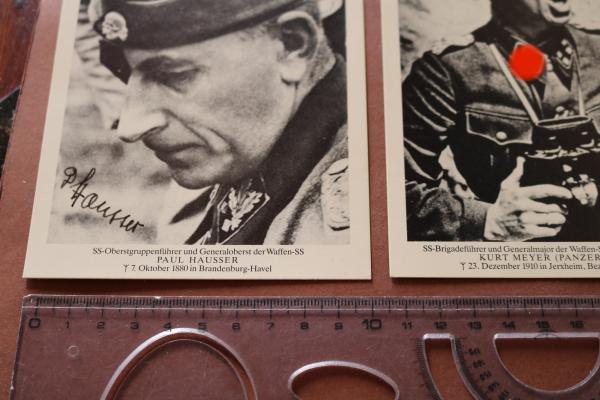 P. Hausser
SS-Oberstgruppenführer und Generaloberst der Waffen-SS
PAUL HAUSSER
ᛉ 7. Oktober 1880 in Brandenburg-Havel
SS-Brigadeführer und Generalmajor der Waffen-S
KURT MEYER (PANZER
ᛉ 23. Dezember 1910 in Jerxheim, Bez
0 1 2 3 4 5 6 7 8 9 10 11 12 13 14 15 16